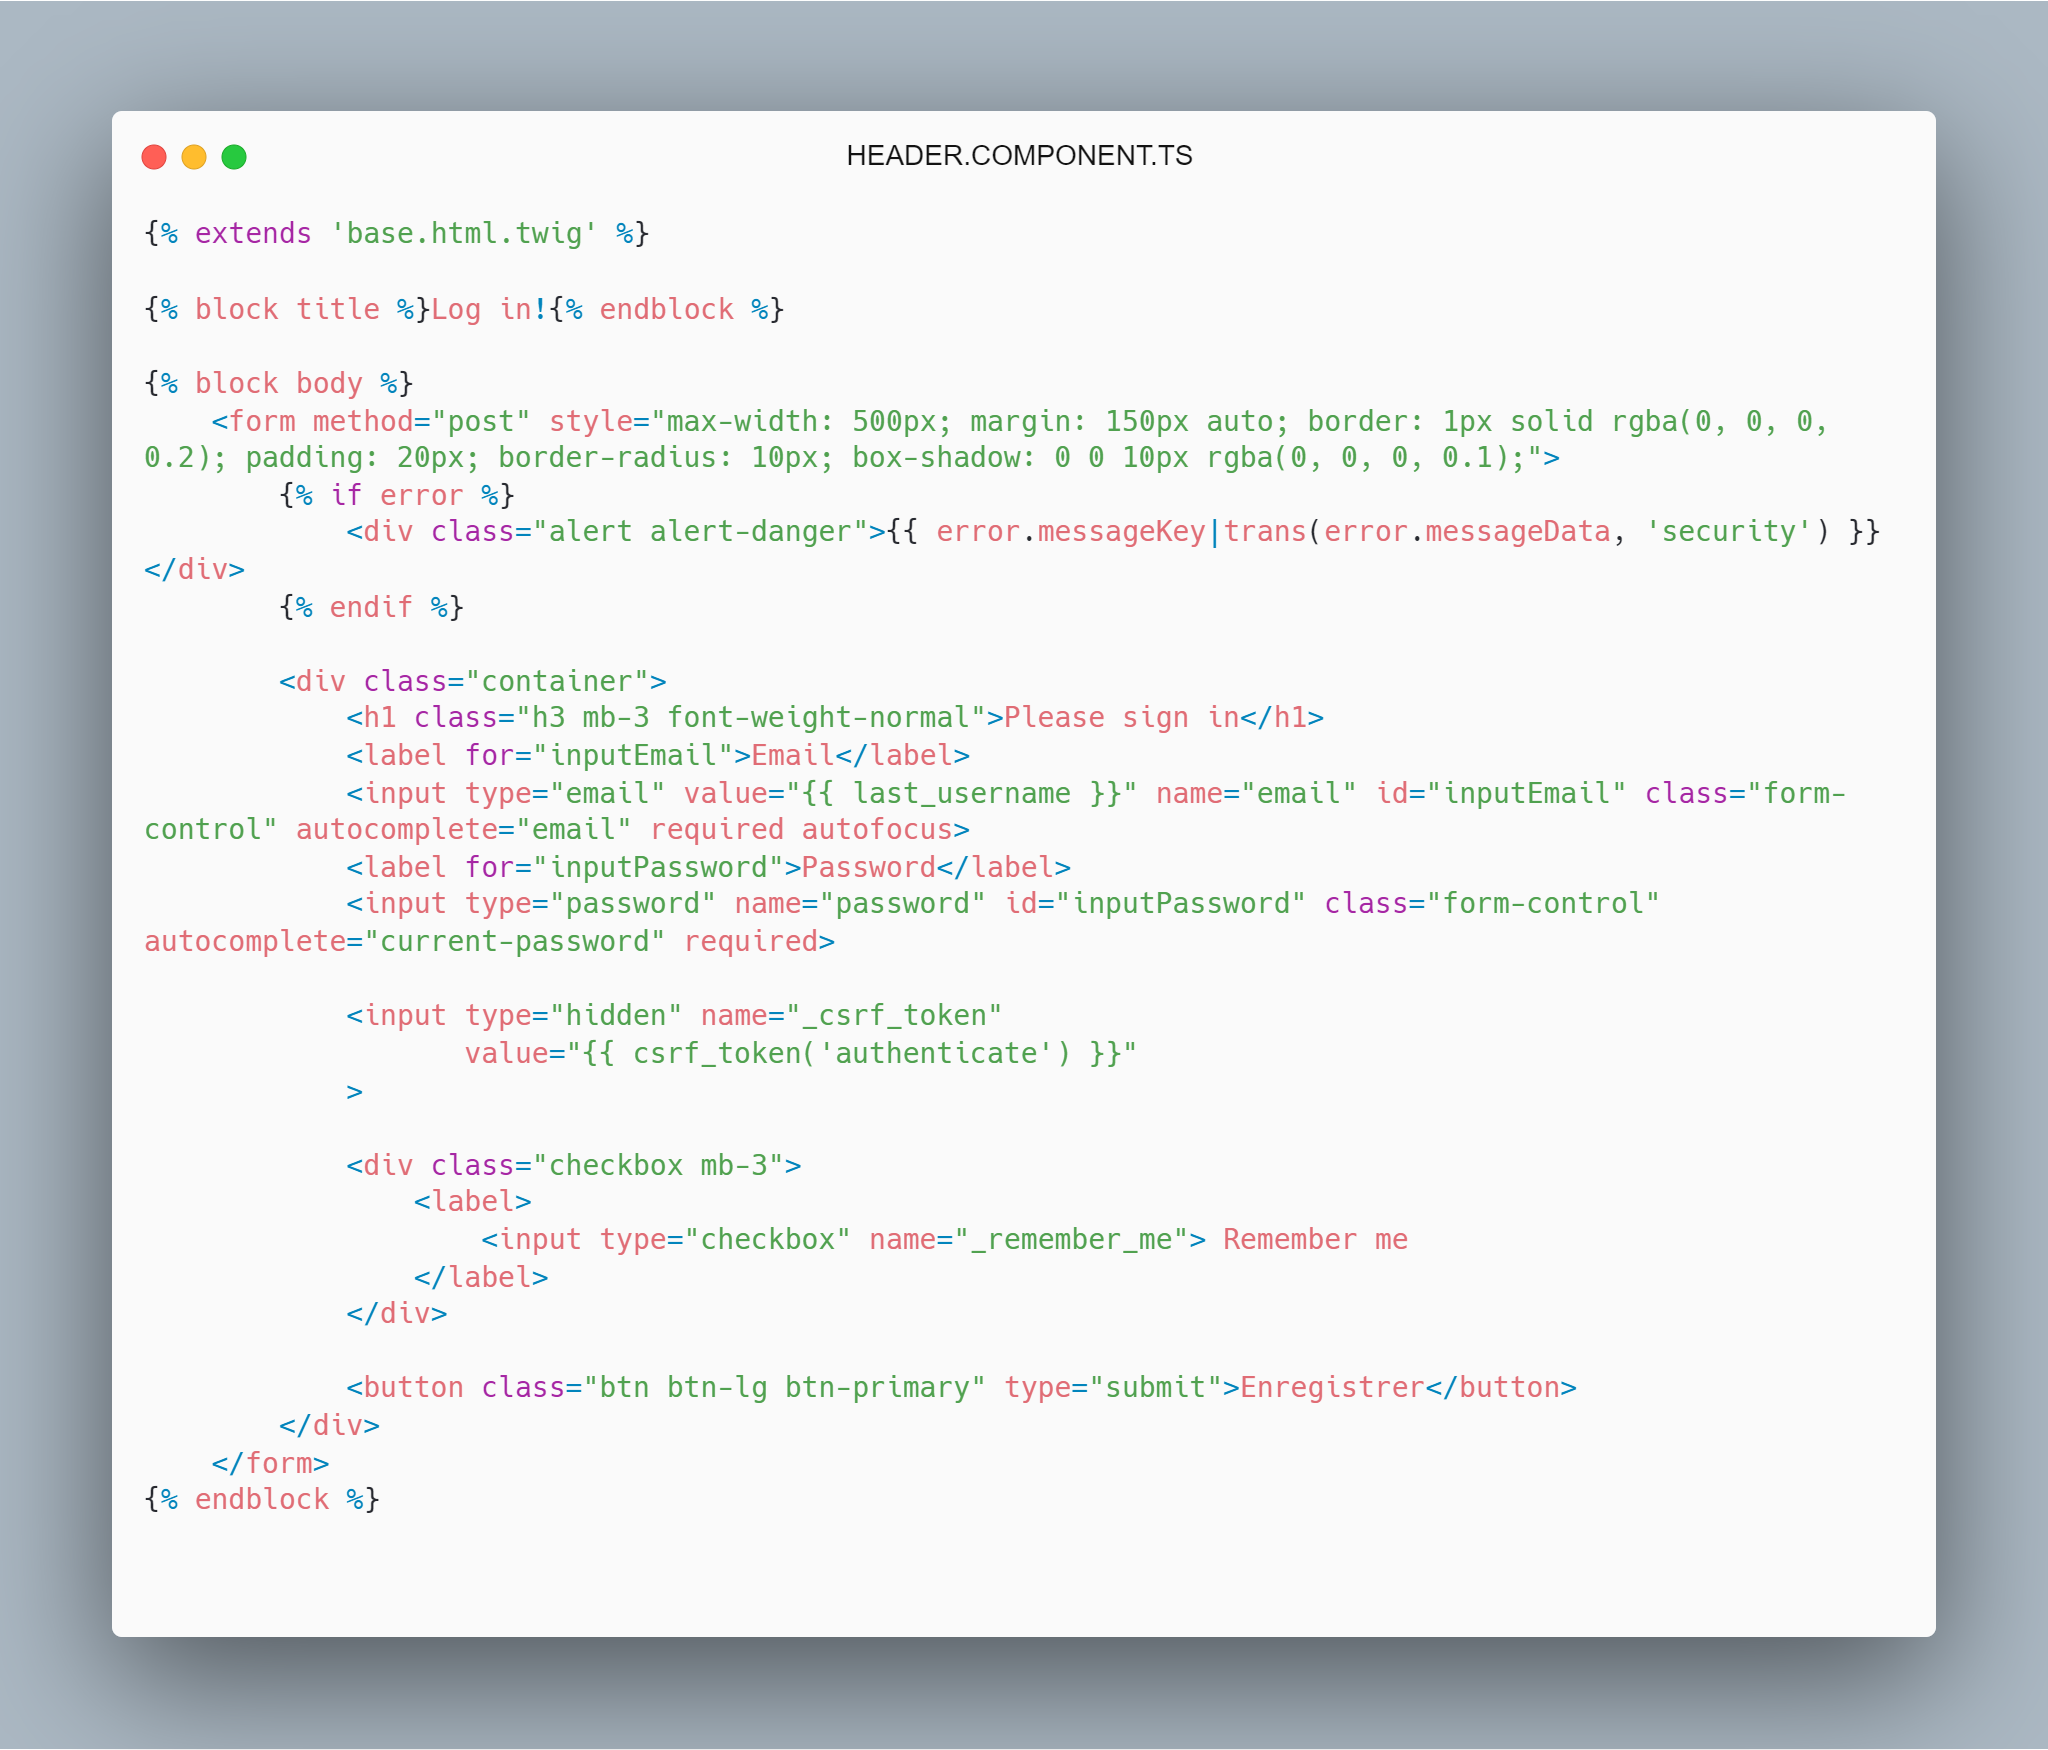 HEADER.COMPONENT.TS
{% extends 'base.html.twig' %}
{% block title %}Log in!{% endblock %}
{% block body %}
    <form method="post" style="max-width: 500px; margin: 150px auto; border: 1px solid rgba(0, 0, 0,
0.2); padding: 20px; border-radius: 10px; box-shadow: 0 0 10px rgba(0, 0, 0, 0.1);">
        {% if error %}
            <div class="alert alert-danger">{{ error.messageKey|trans(error.messageData, 'security') }}
</div>
        {% endif %}
        <div class="container">
            <h1 class="h3 mb-3 font-weight-normal">Please sign in</h1>
            <label for="inputEmail">Email</label>
            <input type="email" value="{{ last_username }}" name="email" id="inputEmail" class="form-
control" autocomplete="email" required autofocus>
            <label for="inputPassword">Password</label>
            <input type="password" name="password" id="inputPassword" class="form-control"
autocomplete="current-password" required>
            <input type="hidden" name="_csrf_token"
                   value="{{ csrf_token('authenticate') }}"
            >
            <div class="checkbox mb-3">
                <label>
                    <input type="checkbox" name="_remember_me"> Remember me
                </label>
            </div>
            <button class="btn btn-lg btn-primary" type="submit">Enregistrer</button>
        </div>
    </form>
{% endblock %}